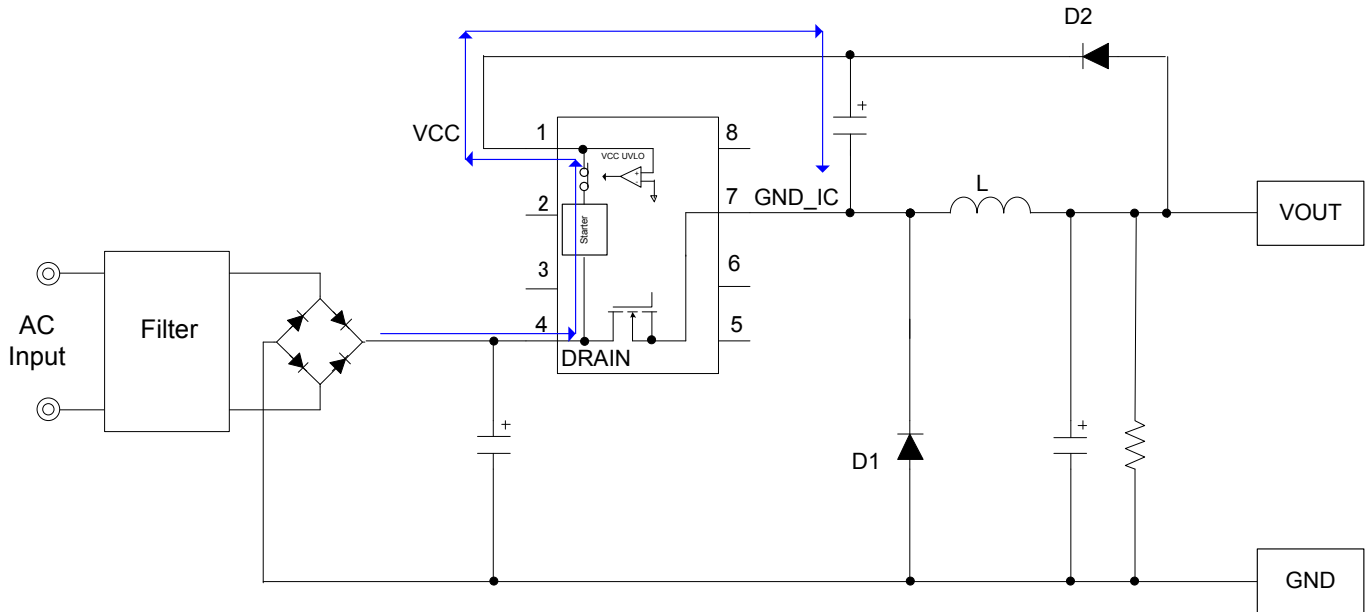 D2
VCC
1
8
VCC UVLO
+
-
+
2
7
GND_IC
L
VOUT
Starter
3
6
AC
Input
Filter
4
5
DRAIN
+
D1
+
GND